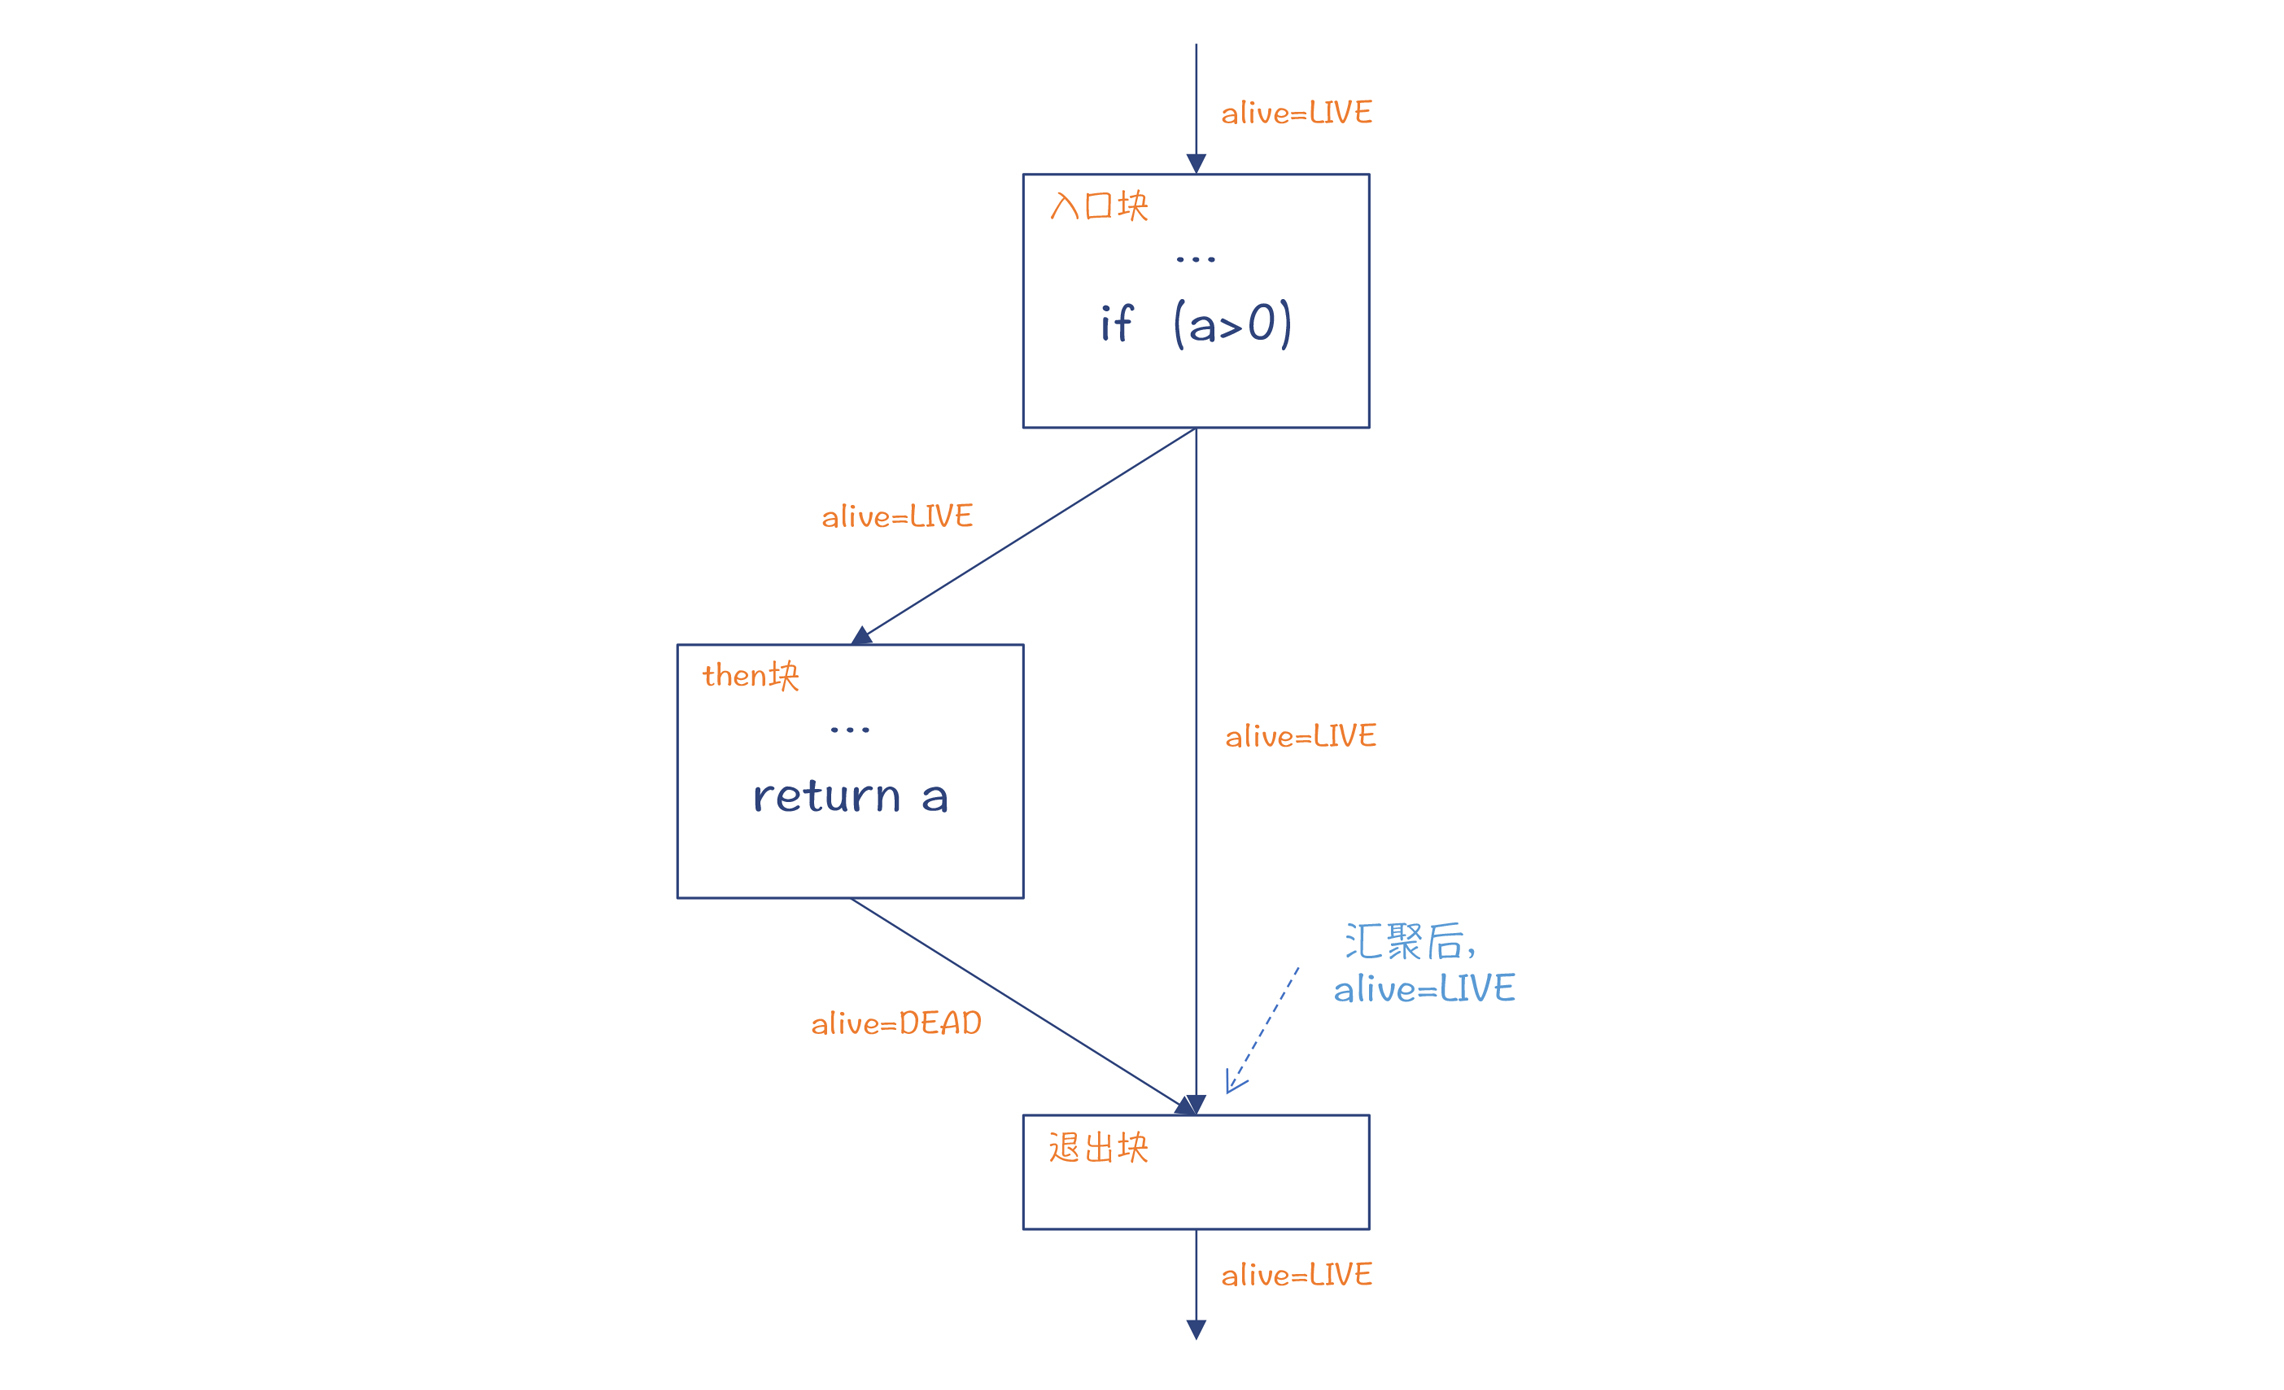 alive=LIVE
入口块
...
if (a>0)
alive=LIVE
then块
...
return a
alive=LIVE
汇聚后,
alive=LIVE
alive=DEAD
退出块
alive=LIVE